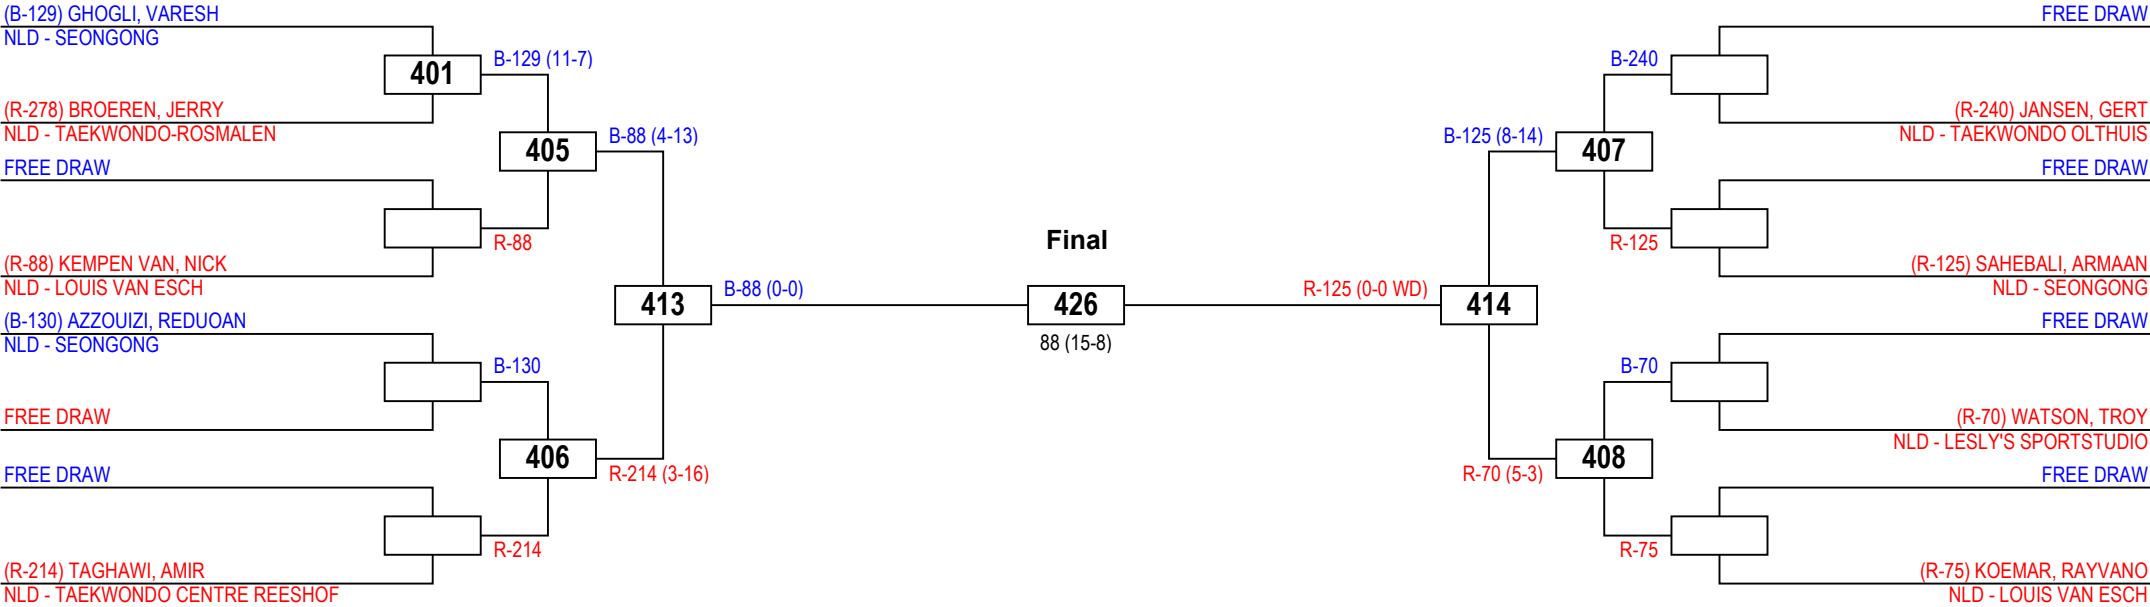 (B-129) GHOGLI, VARESH
NLD - SEONGONG
401
B-129 (11-7)
(R-278) BROEREN, JERRY
NLD - TAEKWONDO-ROSMALEN
405
B-88 (4-13)
FREE DRAW
R-88
(R-88) KEMPEN VAN, NICK
NLD - LOUIS VAN ESCH
413
B-88 (0-0)
(B-130) AZZOUIZI, REDUOAN
NLD - SEONGONG
B-130
FREE DRAW
406
R-214 (3-16)
FREE DRAW
R-214
(R-214) TAGHAWI, AMIR
NLD - TAEKWONDO CENTRE REESHOF
Final
426
88 (15-8)
FREE DRAW
B-240
(R-240) JANSEN, GERT
NLD - TAEKWONDO OLTHUIS
B-125 (8-14)
407
FREE DRAW
R-125
(R-125) SAHEBALI, ARMAAN
NLD - SEONGONG
R-125 (0-0 WD)
414
FREE DRAW
B-70
(R-70) WATSON, TROY
NLD - LESLY'S SPORTSTUDIO
R-70 (5-3)
408
FREE DRAW
R-75
(R-75) KOEMAR, RAYVANO
NLD - LOUIS VAN ESCH